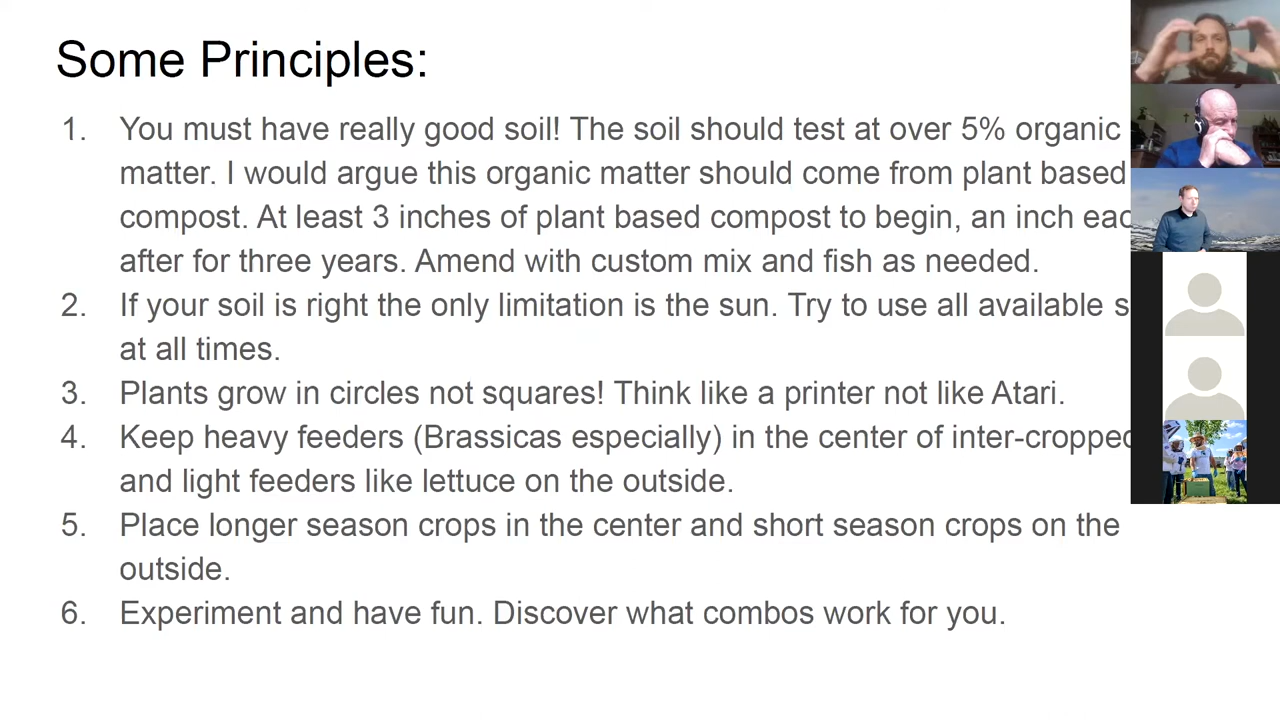 Some Principles:
1. You must have really good soil! The soil should test at over 5% organic
matter. I would argue this organic matter should come from plant based
compost. At least 3 inches of plant based compost to begin, an inch
after for three years. Amend with custom mix and fish as needed.
2. If your soil is right the only limitation is the sun. Try to use all available
at all times.
3. Plants grow in circles not squares! Think like a printer not like Atari.
4. Keep heavy feeders (Brassicas especially) in the center of inter-cropped
and light feeders like lettuce on the outside.
5. Place longer season crops in the center and short season crops on the
outside.
6. Experiment and have fun. Discover what combos work for you.